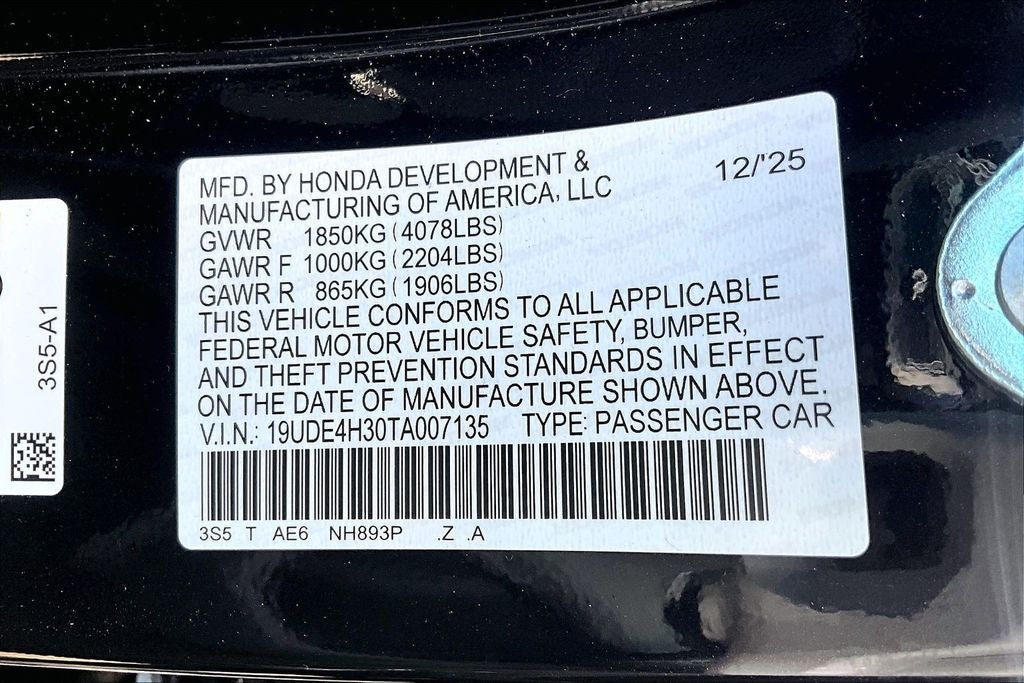 MFD. BY HONDA DEVELOPMENT & 12/'25
MANUFACTURING OF AMERICA, LLC
GVWR 1850KG (4078LBS)
GAWR F 1000KG (2204LBS)
GAWR R 865KG (1906LBS)
THIS VEHICLE CONFORMS TO ALL APPLICABLE
FEDERAL MOTOR VEHICLE SAFETY, BUMPER,
AND THEFT PREVENTION STANDARDS IN EFFECT
ON THE DATE OF MANUFACTURE SHOWN ABOVE.
V.I.N.: 19UDE4H30TA007135 TYPE: PASSENGER CAR
3S5 T AE6 NH893P .Z .A
3S5-A1